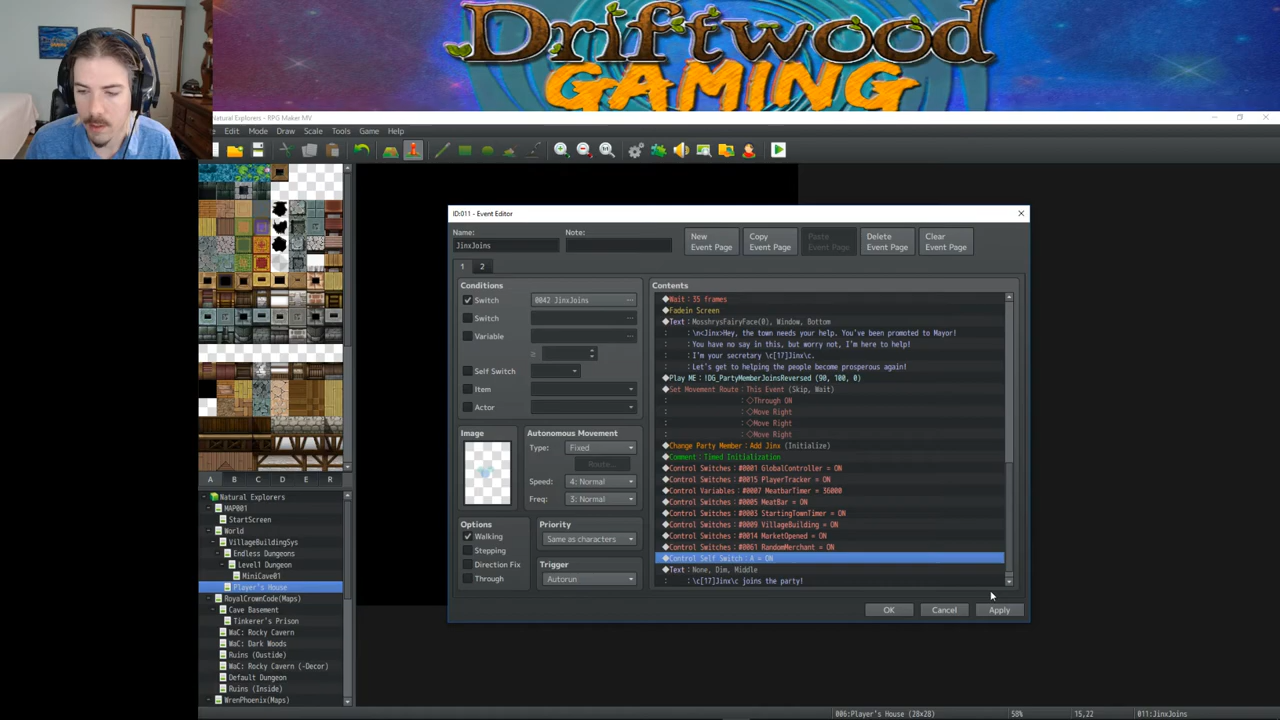 Driftwood
GAMING
Natural Explorers - RPG Maker MV
Edit Mode Draw Scale Tools Game Help
ID:011 - Event Editor
Name: Note:
JinxJoins
New Event Page
Copy Event Page
Paste Event Page
Delete Event Page
Clear Event Page
1 2
Conditions
Switch 0042 JinxJoins ...
Switch ...
Variable ...
≥
Self Switch
Item
Actor
Image
Autonomous Movement
Type: Fixed
Route...
Speed: 4: Normal
Freq: 3: Normal
Options
Walking
Stepping
Direction Fix
Through
Priority
Same as characters
Trigger
Autorun
Contents
◆Wait：35 frames
◆Fadein Screen
◆Text：MosshrysFairyFace(0), Window, Bottom
：\n<Jinx>Hey, the town needs your help. You've been promoted to Mayor!
：You have no say in this, but worry not, I'm here to help!
：I'm your secretary \c[17]Jinx\c.
：Let's get to helping the people become prosperous again!
◆Play ME：!DG_PartyMemberJoinsReversed (90, 100, 0)
◆Set Movement Route：This Event (Skip, Wait)
：◇Through ON
：◇Move Right
：◇Move Right
：◇Move Right
◆Change Party Member：Add Jinx (Initialize)
◆Comment：Timed Initialization
◆Control Switches：#0001 GlobalController = ON
◆Control Switches：#0015 PlayerTracker = ON
◆Control Variables：#0007 MeatbarTimer = 36000
◆Control Switches：#0005 MeatBar = ON
◆Control Switches：#0003 StartingTownTimer = ON
◆Control Switches：#0009 VillageBuilding = ON
◆Control Switches：#0014 MarketOpened = ON
◆Control Switches：#0061 RandomMerchant = ON
◆Control Self Switch：A = ON
◆Text：None, Dim, Middle
：\c[17]Jinx\c joins the party!
OK Cancel Apply
A B C D E R
Natural Explorers
MAP001
StartScreen
World
VillageBuildingSys
Endless Dungeons
Level1 Dungeon
MiniCave01
Player's House
RoyalCrownCode(Maps)
Cave Basement
Tinkerer's Prison
WaC: Rocky Cavern
WaC: Dark Woods
Ruins (Oustide)
WaC: Rocky Cavern (-Decor)
Default Dungeon
Ruins (Inside)
WrenPhoenix(Maps)
006:Player's House (28×28) 58% 15,22 011:JinxJoins